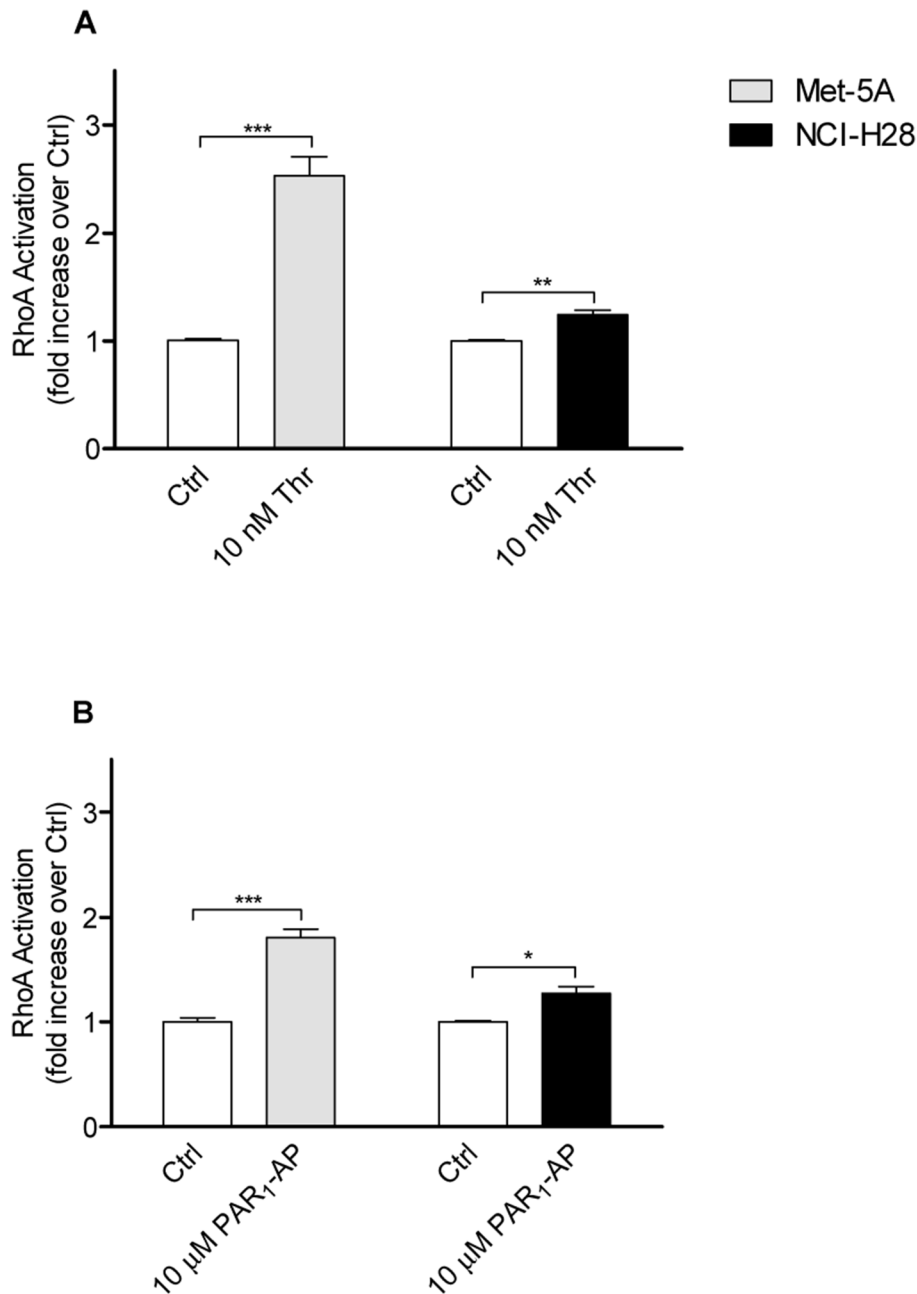 A
Met-5A
NCI-H28
RhoA Activation
(fold increase over Ctrl)
3
2
1
0
***
**
Ctrl
10 nM Thr
Ctrl
10 nM Thr
B
RhoA Activation
(fold increase over Ctrl)
3
2
1
0
***
*
Ctrl
10 μM PAR₁-AP
Ctrl
10 μM PAR₁-AP